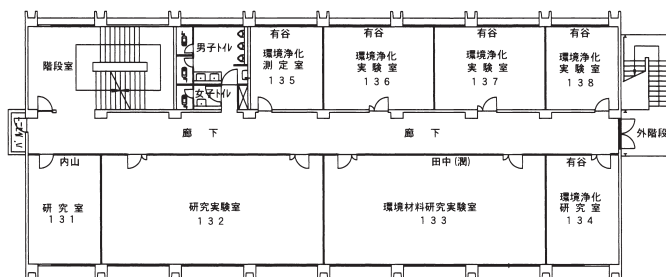 階段室
男子トイレ
女子トイレ
有谷
環境浄化
測定室
135
有谷
環境浄化
実験室
136
有谷
環境浄化
実験室
137
有谷
環境浄化
実験室
138
バルコニー
廊下
廊下
外階段
内山
研究室
131
研究実験室
132
田中(潤)
環境材料研究実験室
133
有谷
環境浄化
研究室
134